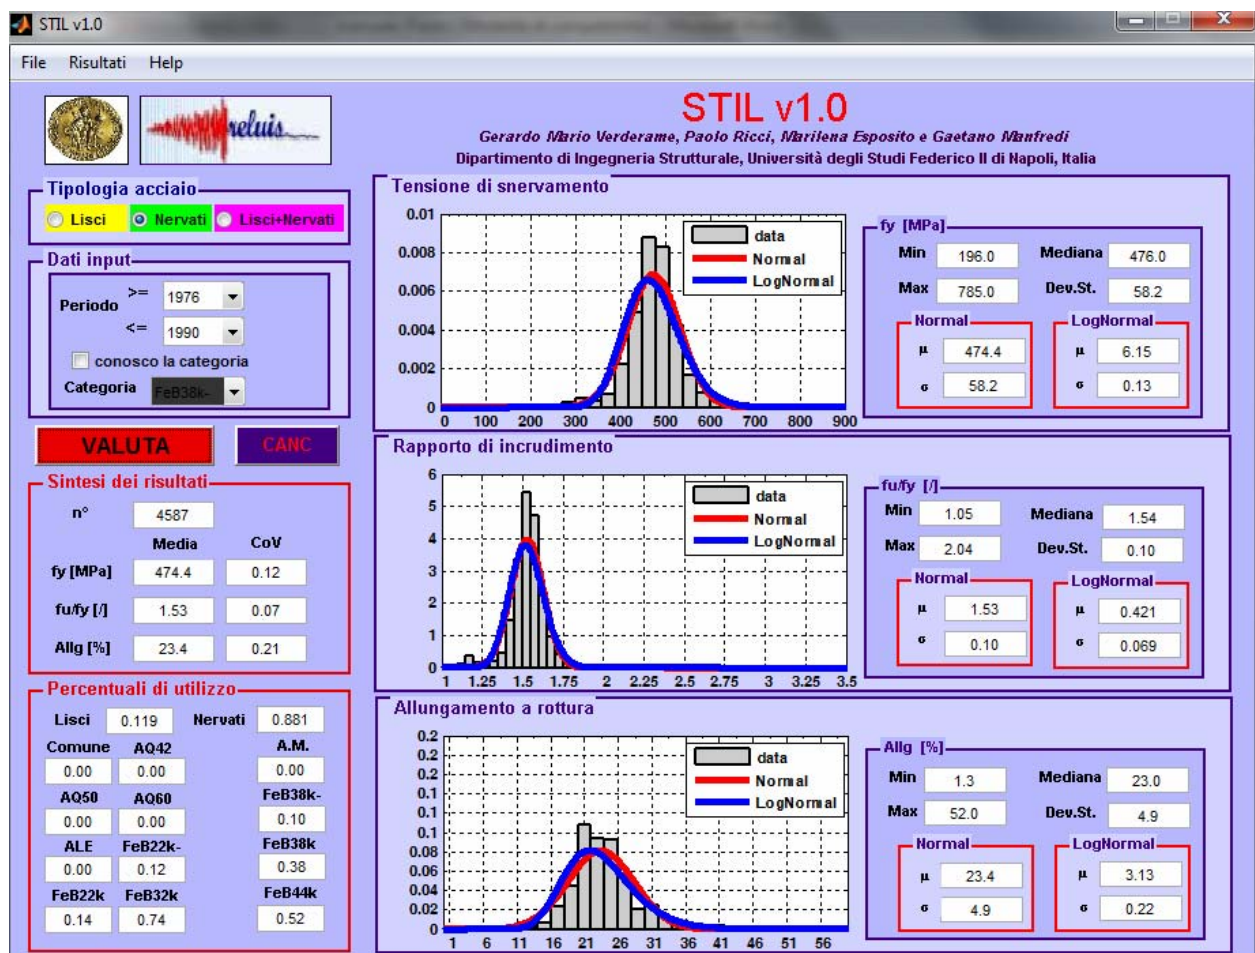 STIL v1.0
File Risultati Help
reluis
STIL v1.0
Gerardo Mario Verderame, Paolo Ricci, Marilena Esposito e Gaetano Manfredi
Dipartimento di Ingegneria Strutturale, Università degli Studi Federico II di Napoli, Italia
Tipologia acciaio
Lisci Nervati Lisci+Nervati
Dati input
Periodo >= 1976
<= 1990
conosco la categoria
Categoria FeB38k-
VALUTA CANC
Sintesi dei risultati
n° 4587
Media CoV
fy [MPa] 474.4 0.12
fu/fy [/] 1.53 0.07
Allg [%] 23.4 0.21
Percentuali di utilizzo
Lisci 0.119 Nervati 0.881
Comune AQ42 A.M.
0.00 0.00 0.00
AQ50 AQ60 FeB38k-
0.00 0.00 0.10
ALE FeB22k- FeB38k
0.00 0.12 0.38
FeB22k FeB32k FeB44k
0.14 0.74 0.52
Tensione di snervamento
0.01
0.008
0.006
0.004
0.002
0
0 100 200 300 400 500 600 700 800 900
data
Normal
LogNormal
fy [MPa]
Min 196.0 Mediana 476.0
Max 785.0 Dev.St. 58.2
Normal LogNormal
μ 474.4 μ 6.15
σ 58.2 σ 0.13
Rapporto di incrudimento
6
5
4
3
2
1
0
1 1.25 1.5 1.75 2 2.25 2.5 2.75 3 3.25 3.5
data
Normal
LogNormal
fu/fy [/]
Min 1.05 Mediana 1.54
Max 2.04 Dev.St. 0.10
Normal LogNormal
μ 1.53 μ 0.421
σ 0.10 σ 0.069
Allungamento a rottura
0.2
0.2
0.2
0.1
0.1
0.1
0.08
0.06
0.04
0.02
0
1 6 11 16 21 26 31 36 41 46 51 56
data
Normal
LogNormal
Allg [%]
Min 1.3 Mediana 23.0
Max 52.0 Dev.St. 4.9
Normal LogNormal
μ 23.4 μ 3.13
σ 4.9 σ 0.22